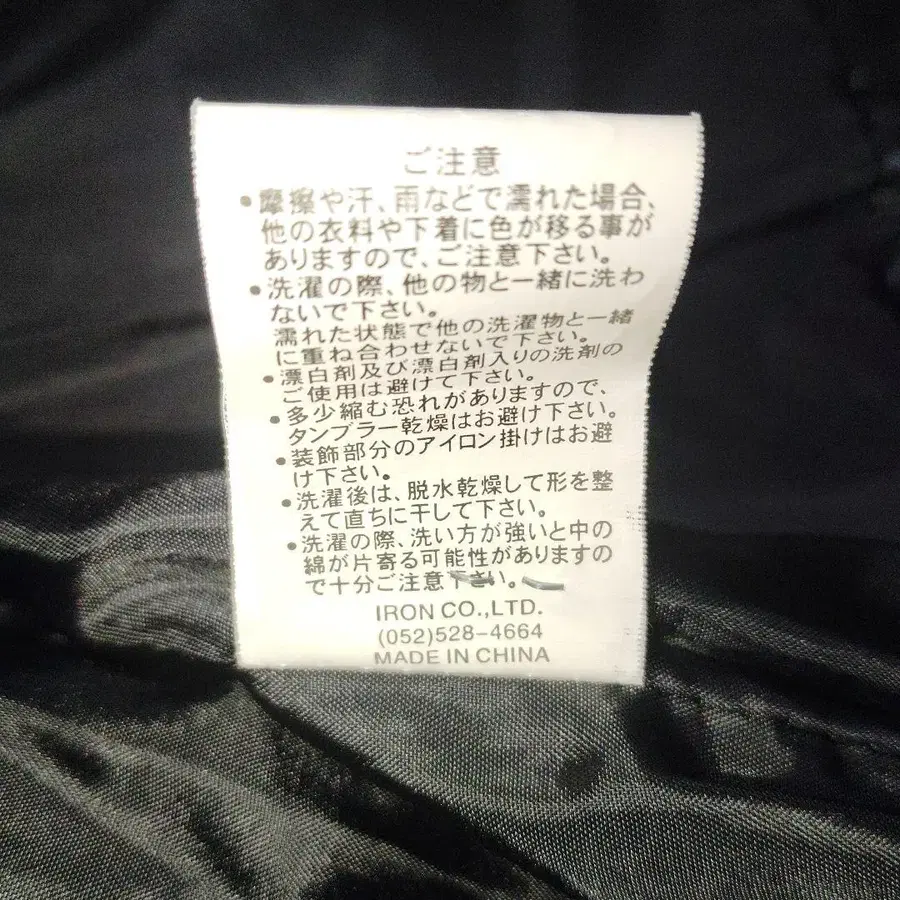 ご注意
•摩擦や汗、雨などで濡れた場合、
他の衣料や下着に色が移る事が
ありますので、ご注意下さい。
•洗濯の際、他の物と一緒に洗わ
ないで下さい。
濡れた状態で他の洗濯物と一緒
に重ね合わせないで下さい。
•漂白剤及び漂白剤入りの洗剤の
ご使用は避けて下さい。
•多少縮む恐れがありますので、
タンブラー乾燥はお避け下さい。
•装飾部分のアイロン掛けはお避
け下さい。
•洗濯後は、脱水乾燥して形を整
えて直ちに干して下さい。
•洗濯の際、洗い方が強いと中の
綿が片寄る可能性がありますの
で十分ご注意下さい。
IRON CO.,LTD.
(052)528-4664
MADE IN CHINA